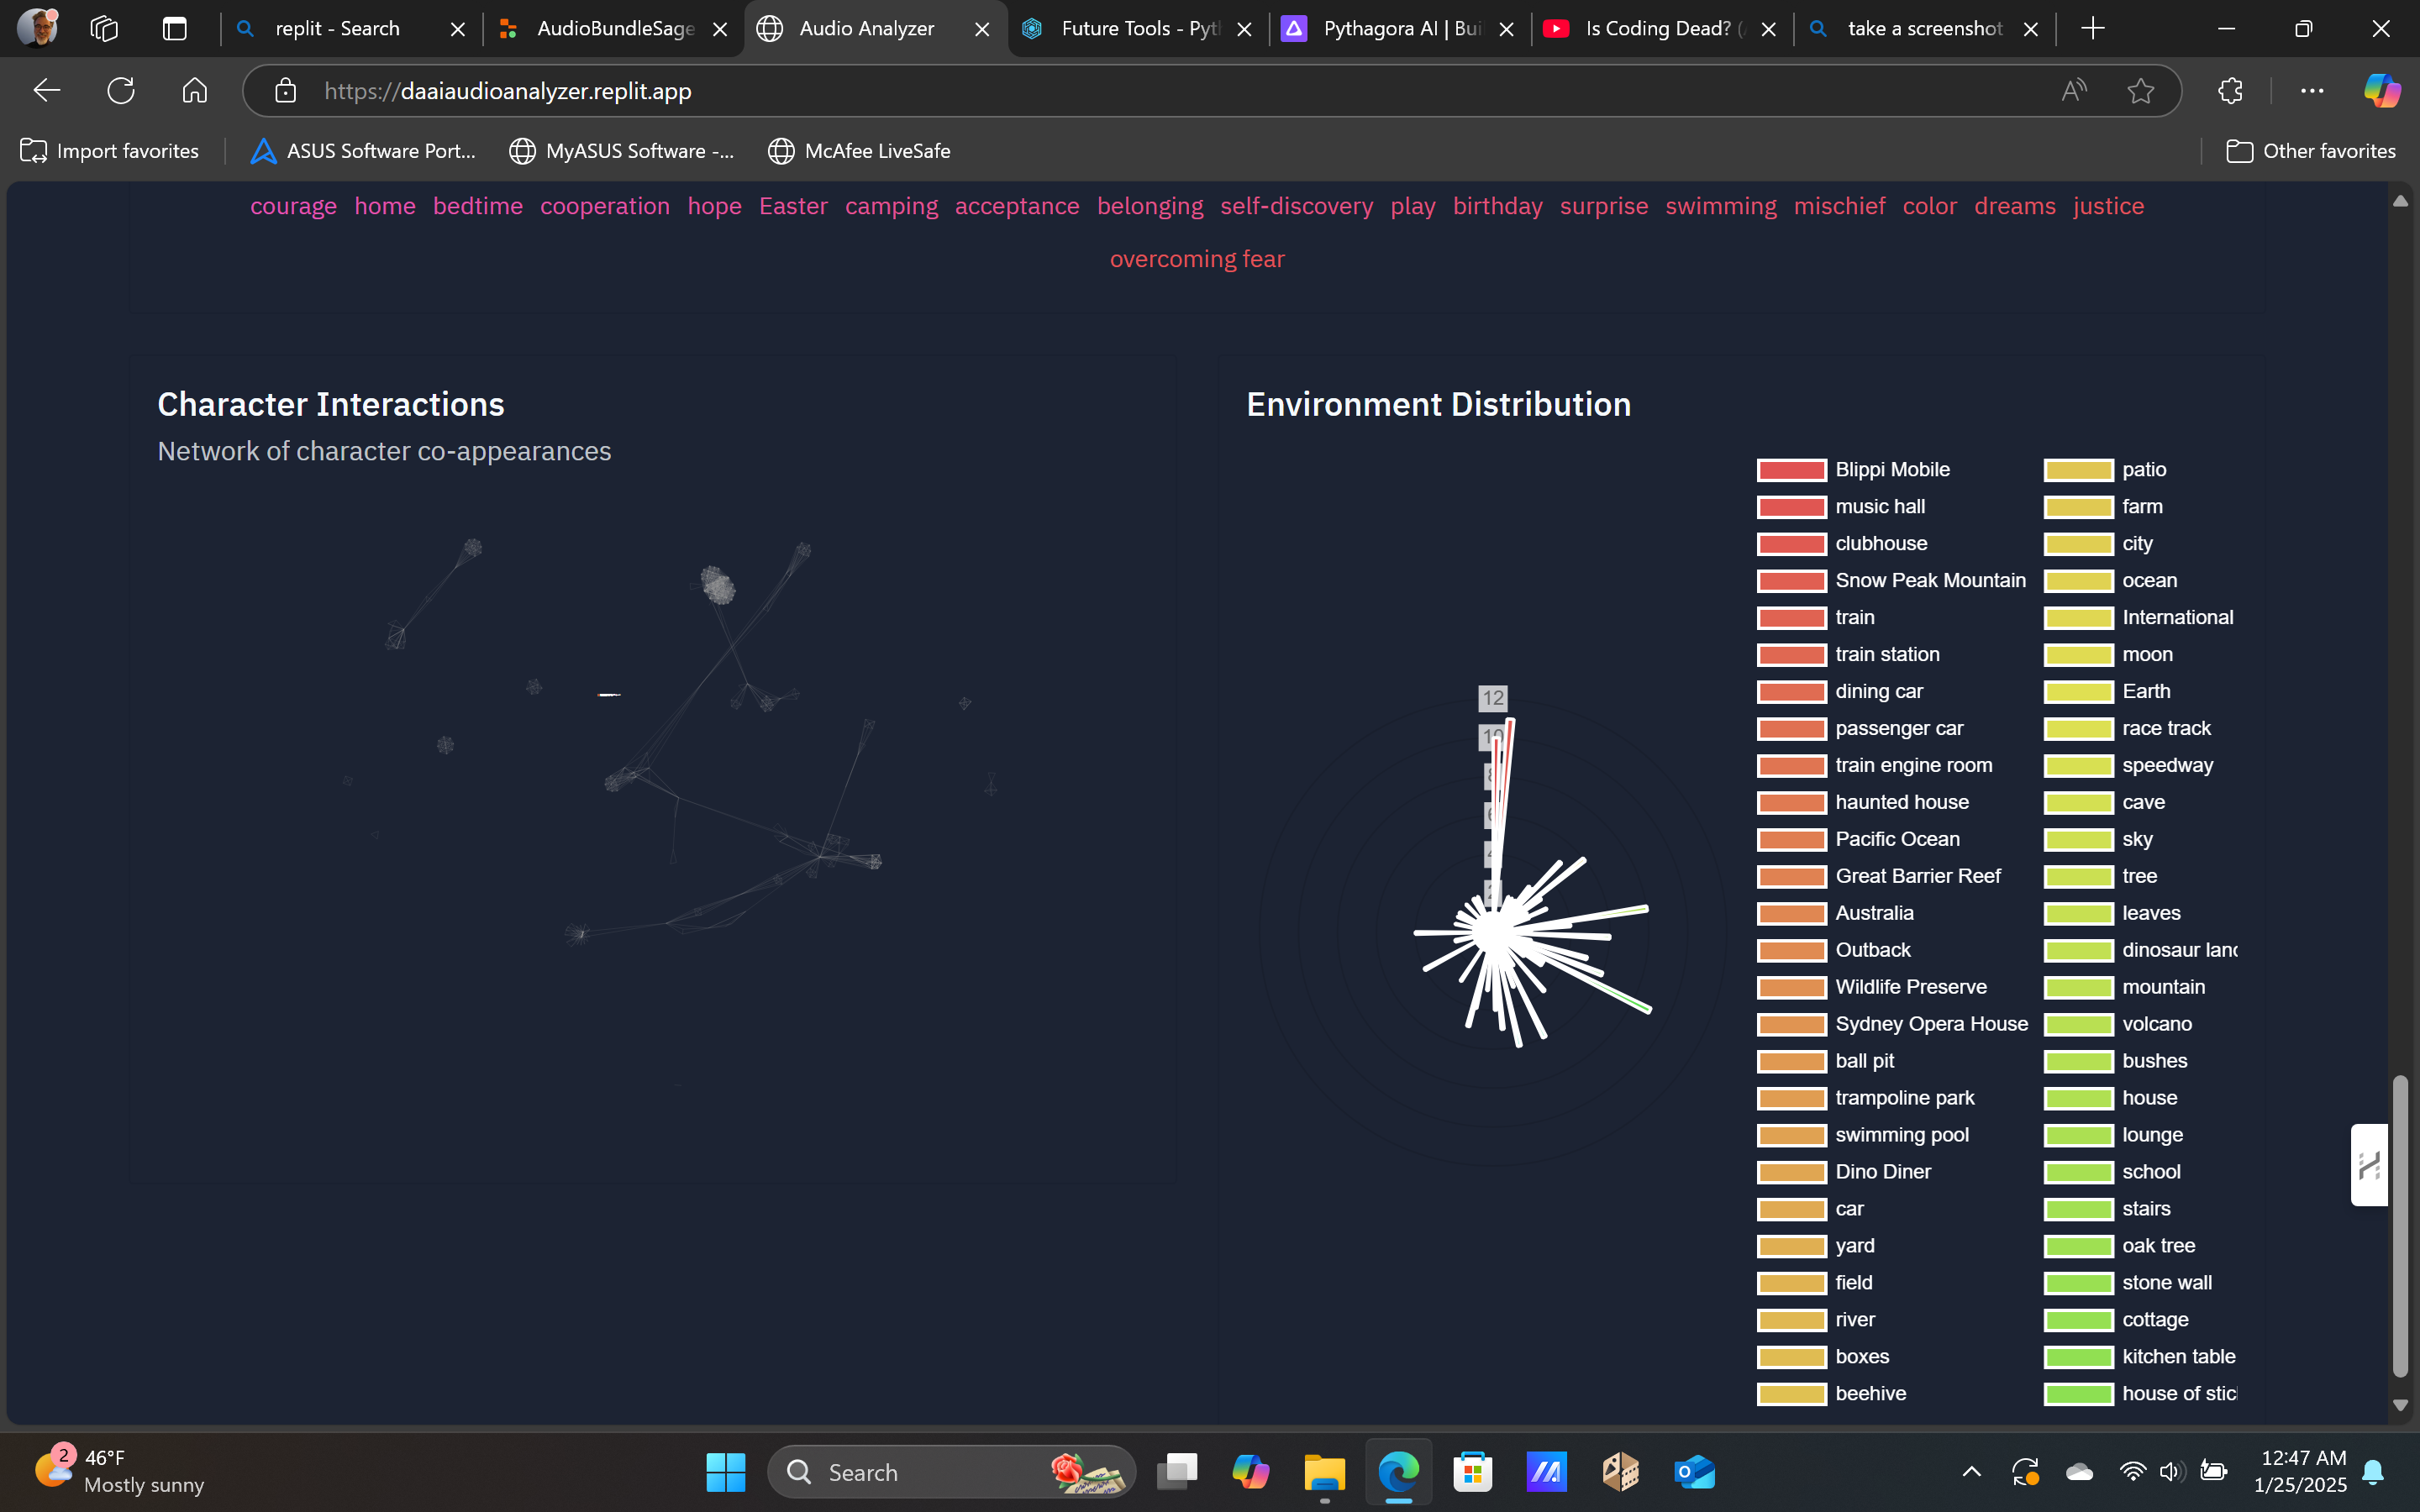 replit - Search
AudioBundleSage
Audio Analyzer
Future Tools - Pyth
Pythagora AI | Bui
Is Coding Dead? (
take a screenshot
https://daaiaudioanalyzer.replit.app
Import favorites
ASUS Software Port...
MyASUS Software -...
McAfee LiveSafe
Other favorites
courage home bedtime cooperation hope Easter camping acceptance belonging self-discovery play birthday surprise swimming mischief color dreams justice
overcoming fear
Character Interactions
Network of character co-appearances
Environment Distribution
12
10
8
6
4
2
Blippi Mobile
music hall
clubhouse
Snow Peak Mountain
train
train station
dining car
passenger car
train engine room
haunted house
Pacific Ocean
Great Barrier Reef
Australia
Outback
Wildlife Preserve
Sydney Opera House
ball pit
trampoline park
swimming pool
Dino Diner
car
yard
field
river
boxes
beehive
patio
farm
city
ocean
International
moon
Earth
race track
speedway
cave
sky
tree
leaves
dinosaur land
mountain
volcano
bushes
house
lounge
school
stairs
oak tree
stone wall
cottage
kitchen table
house of stic
2
46°F
Mostly sunny
Search
12:47 AM
1/25/2025